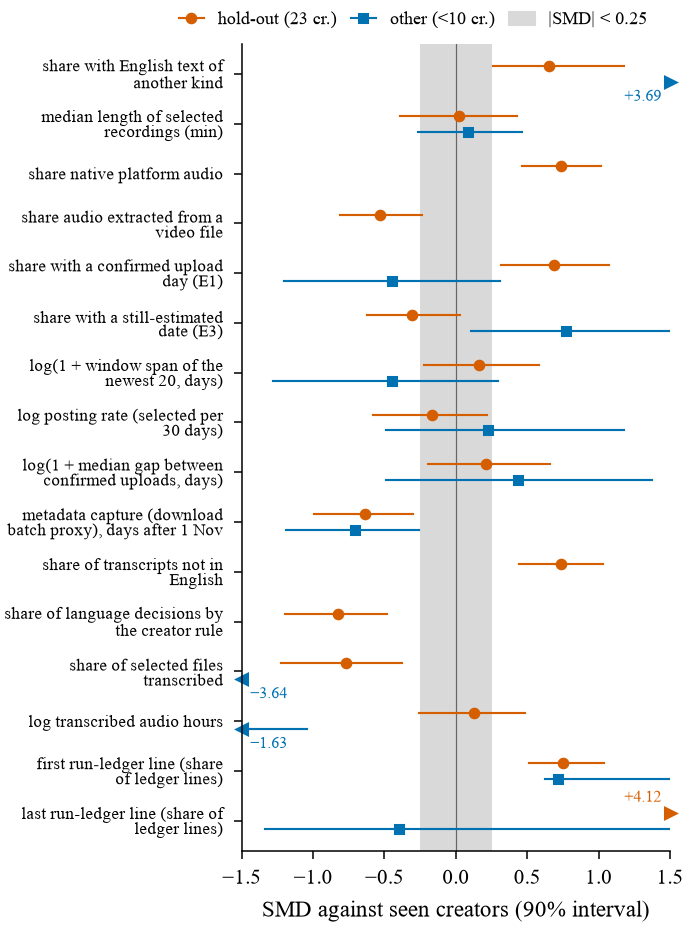 hold-out (23 cr.) other (<10 cr.) |SMD| < 0.25
share with English text of
another kind
+3.69
median length of selected
recordings (min)
share native platform audio
share audio extracted from a
video file
share with a confirmed upload
day (E1)
share with a still-estimated
date (E3)
log(1 + window span of the
newest 20, days)
log posting rate (selected per
30 days)
log(1 + median gap between
confirmed uploads, days)
metadata capture (download
batch proxy), days after 1 Nov
share of transcripts not in
English
share of language decisions by
the creator rule
share of selected files
transcribed
−3.64
log transcribed audio hours
−1.63
first run-ledger line (share
of ledger lines)
+4.12
last run-ledger line (share of
ledger lines)
−1.5 −1.0 −0.5 0.0 0.5 1.0 1.5
SMD against seen creators (90% interval)